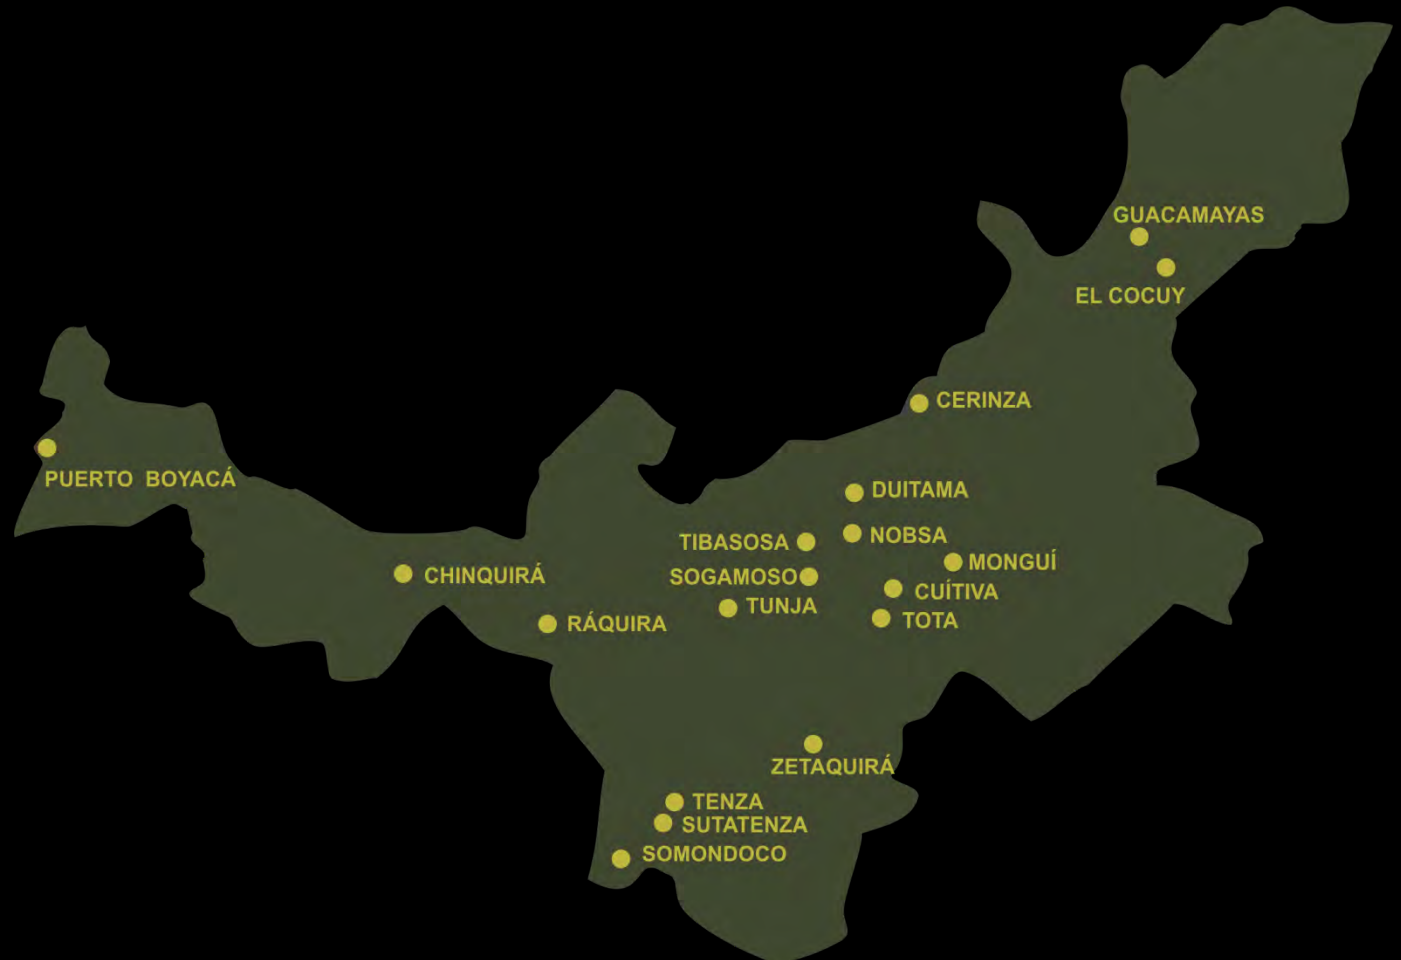 GUACAMAYAS
EL COCUY
CERINZA
PUERTO BOYACÁ
DUITAMA
NOBSA
TIBASOSA
MONGUÍ
CHINQUIRÁ
SOGAMOSO
CUÍTIVA
TUNJA
TOTA
RÁQUIRA
ZETAQUIRÁ
TENZA
SUTATENZA
SOMONDOCO